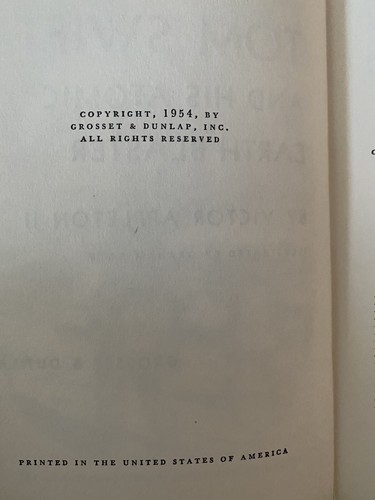 COPYRIGHT, 1954, BY
GROSSET & DUNLAP, INC.
ALL RIGHTS RESERVED
PRINTED IN THE UNITED STATES OF AMERICA